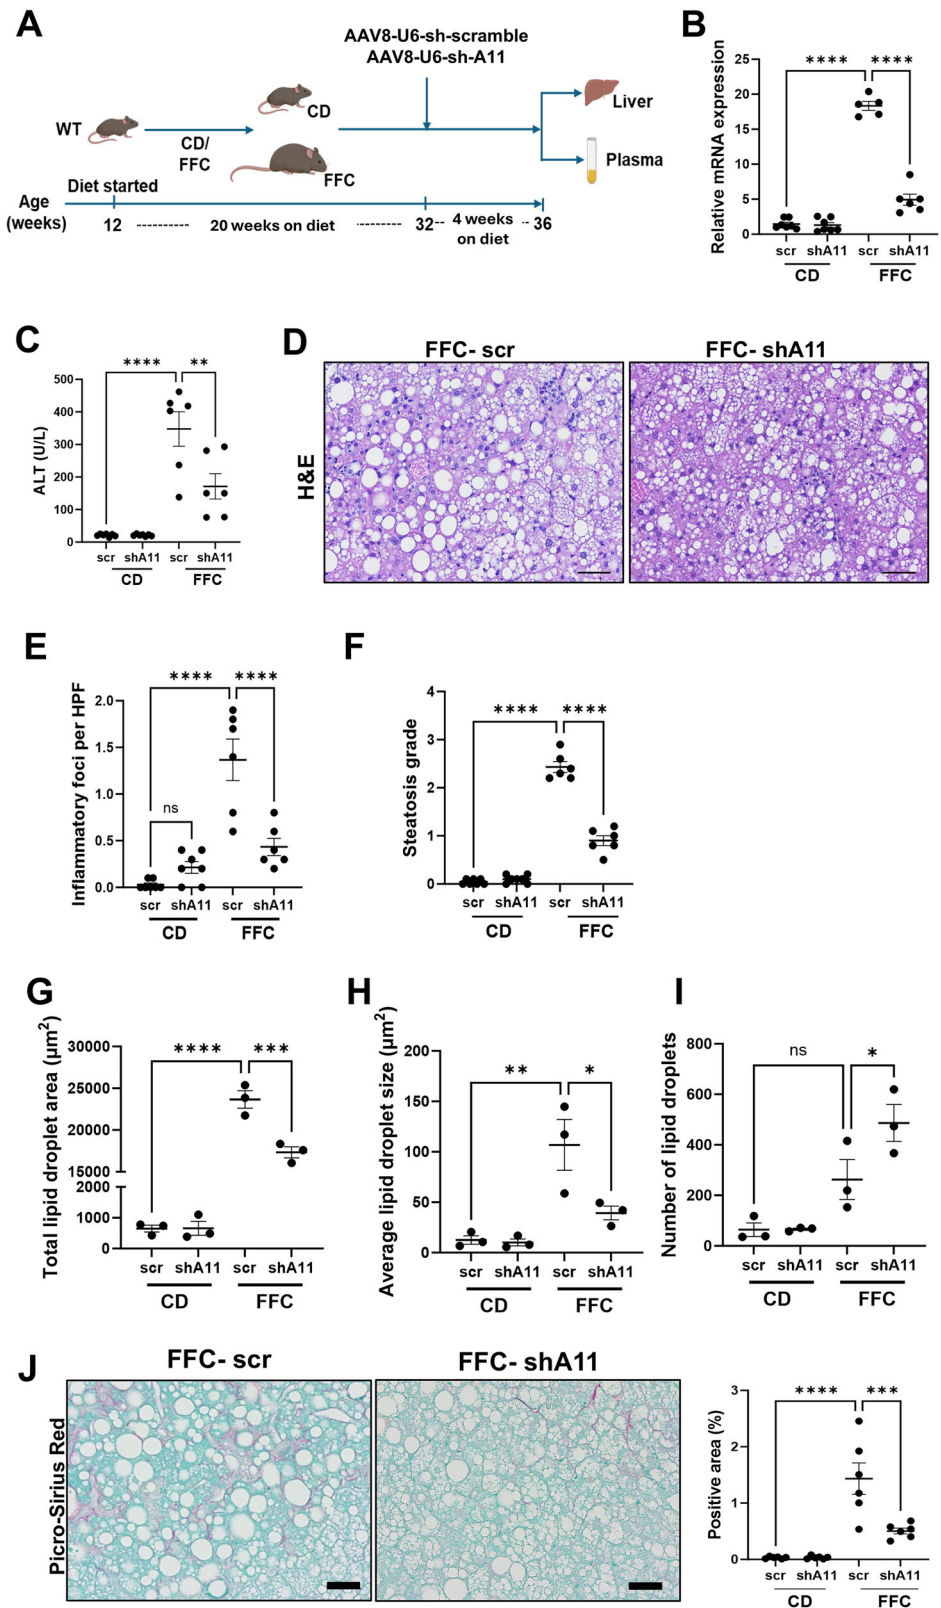 A
AAV8-U6-sh-scramble
AAV8-U6-sh-A11
WT
CD/
FFC
CD
FFC
Liver
Plasma
Diet started
Age
(weeks)
12
20 weeks on diet
32
4 weeks
on diet
36
B
Relative mRNA expression
25
20
15
10
5
0
**** ****
scr shA11 scr shA11
CD FFC
C
ALT (U/L)
500
400
300
200
100
0
**** **
scr shA11 scr shA11
CD FFC
D
FFC- scr FFC- shA11
H&E
E
Inflammatory foci per HPF
2.0
1.5
1.0
0.5
0.0
**** ****
ns
scr shA11 scr shA11
CD FFC
F
Steatosis grade
4
3
2
1
0
**** ****
scr shA11 scr shA11
CD FFC
G
Total lipid droplet area (µm²)
30000
25000
20000
15000
2000
1000
0
**** ***
scr shA11 scr shA11
CD FFC
H
Average lipid droplet size (µm²)
200
150
100
50
0
** *
scr shA11 scr shA11
CD FFC
I
Number of lipid droplets
800
600
400
200
0
ns *
scr shA11 scr shA11
CD FFC
J
FFC- scr FFC- shA11
Picro-Sirius Red
Positive area (%)
3
2
1
0
**** ***
scr shA11 scr shA11
CD FFC